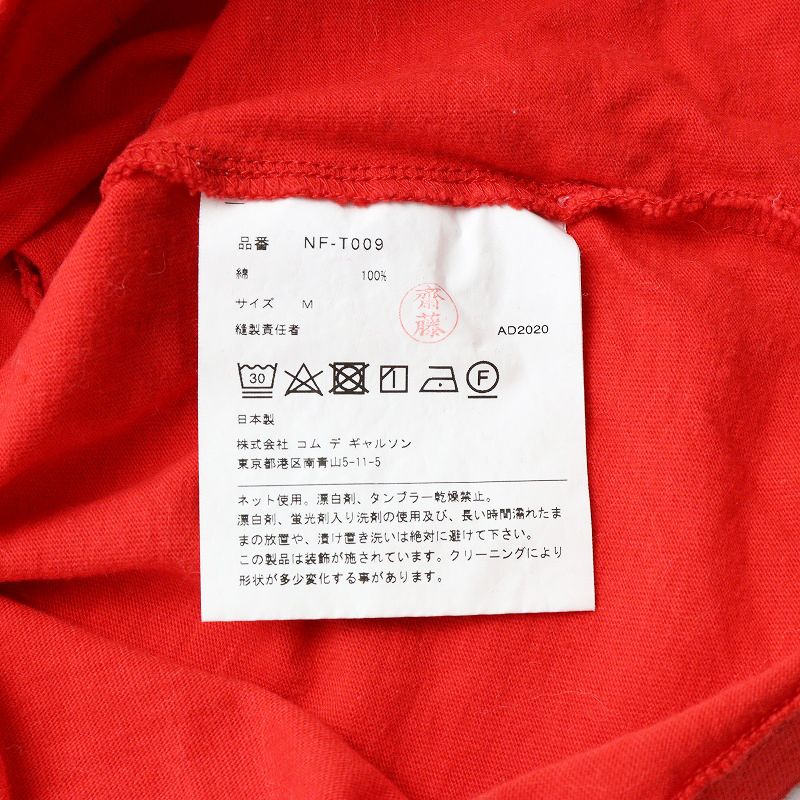 品番 NF-T009
綿 100%
サイズ M
縫製責任者 齋藤 AD2020
30 F
日本製
株式会社 コム デ ギャルソン
東京都港区南青山5-11-5
ネット使用。漂白剤、タンブラー乾燥禁止。
漂白剤、蛍光剤入り洗剤の使用及び、長い時間濡れたま
まの放置や、漬け置き洗いは絶対に避けて下さい。
この製品は装飾が施されています。クリーニングにより
形状が多少変化する事があります。